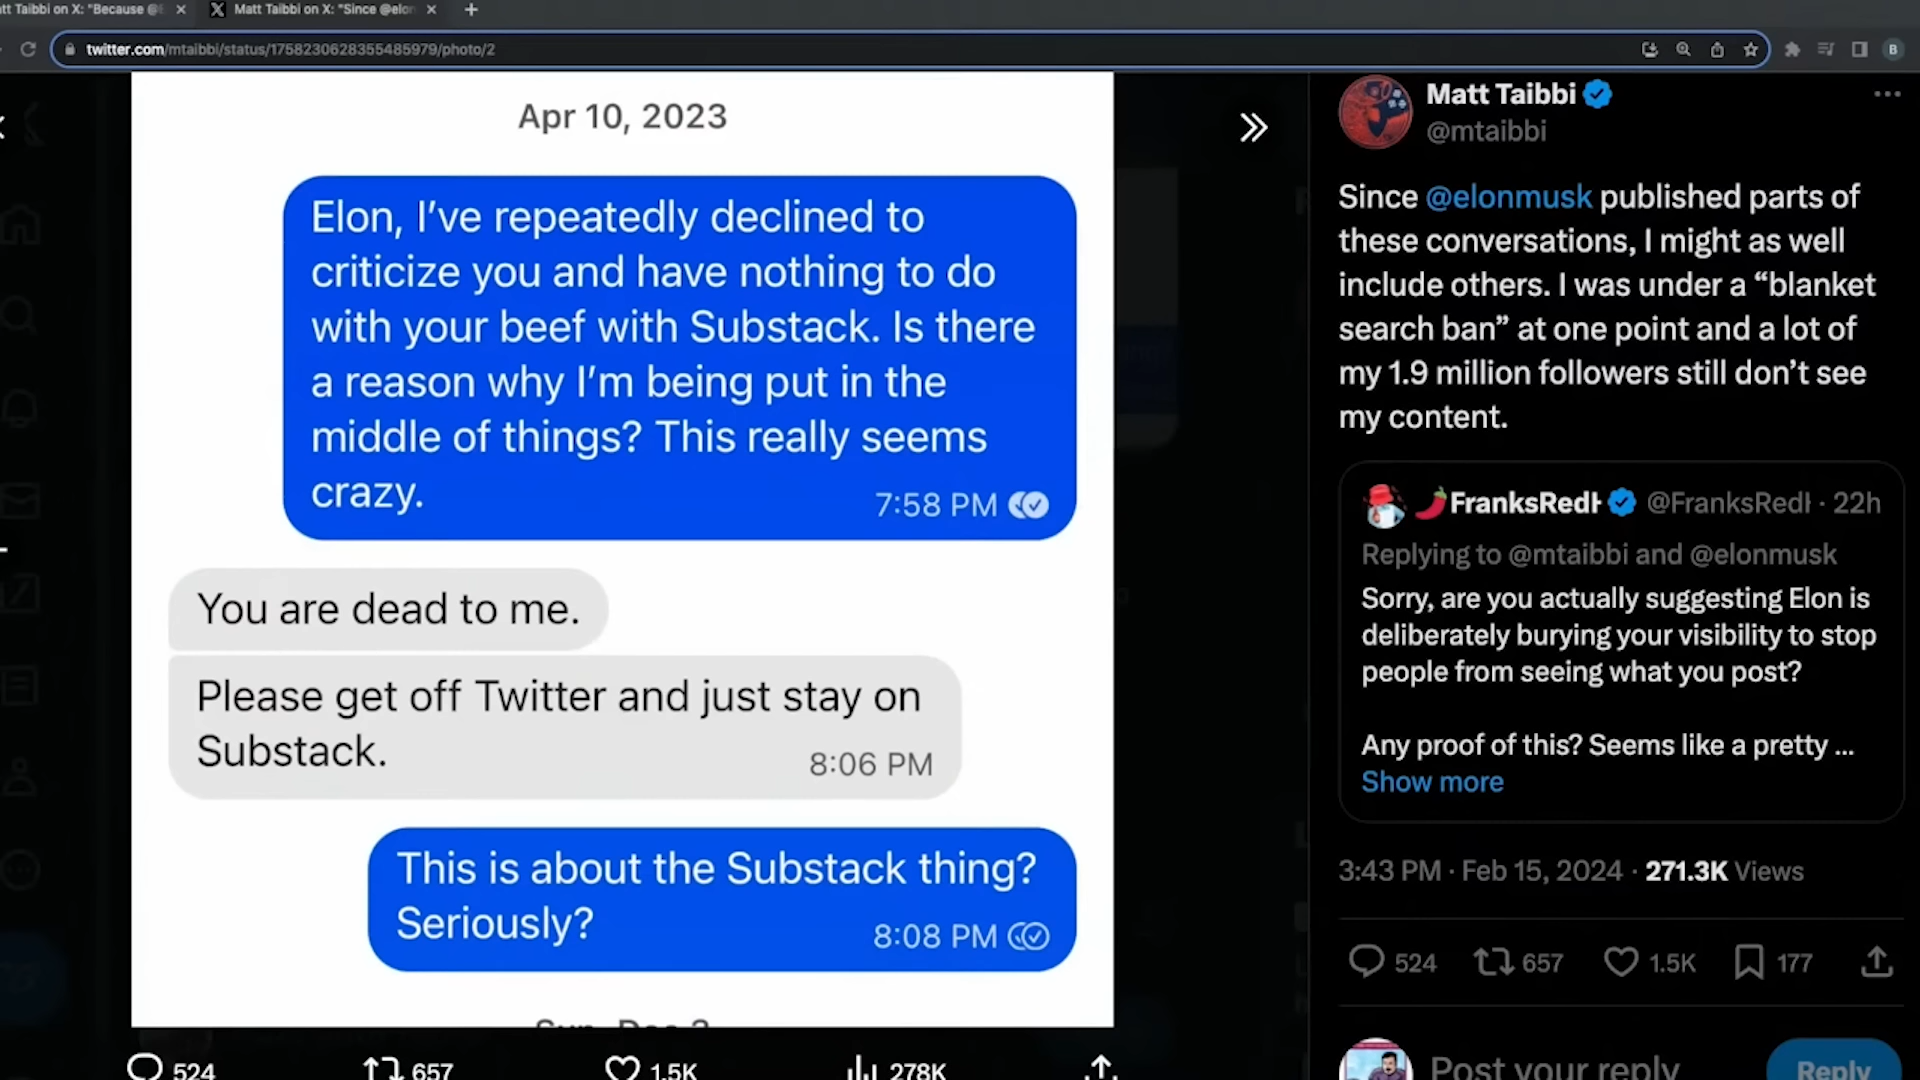 tt Taibbi on X: "Because @
Matt Taibbi on X: "Since @elon
twitter.com/mtaibbi/status/1758230628355485979/photo/2
B
Apr 10, 2023
Elon, I've repeatedly declined to
criticize you and have nothing to do
with your beef with Substack. Is there
a reason why I'm being put in the
middle of things? This really seems
crazy.
7:58 PM
You are dead to me.
Please get off Twitter and just stay on
Substack.
8:06 PM
This is about the Substack thing?
Seriously?
8:08 PM
524
657
1.5K
278K
Matt Taibbi
@mtaibbi
Since @elonmusk published parts of
these conversations, I might as well
include others. I was under a “blanket
search ban” at one point and a lot of
my 1.9 million followers still don’t see
my content.
FranksRedH @FranksRedH · 22h
Replying to @mtaibbi and @elonmusk
Sorry, are you actually suggesting Elon is
deliberately burying your visibility to stop
people from seeing what you post?
Any proof of this? Seems like a pretty ...
Show more
3:43 PM · Feb 15, 2024 · 271.3K Views
524
657
1.5K
177
Post your reply
Reply